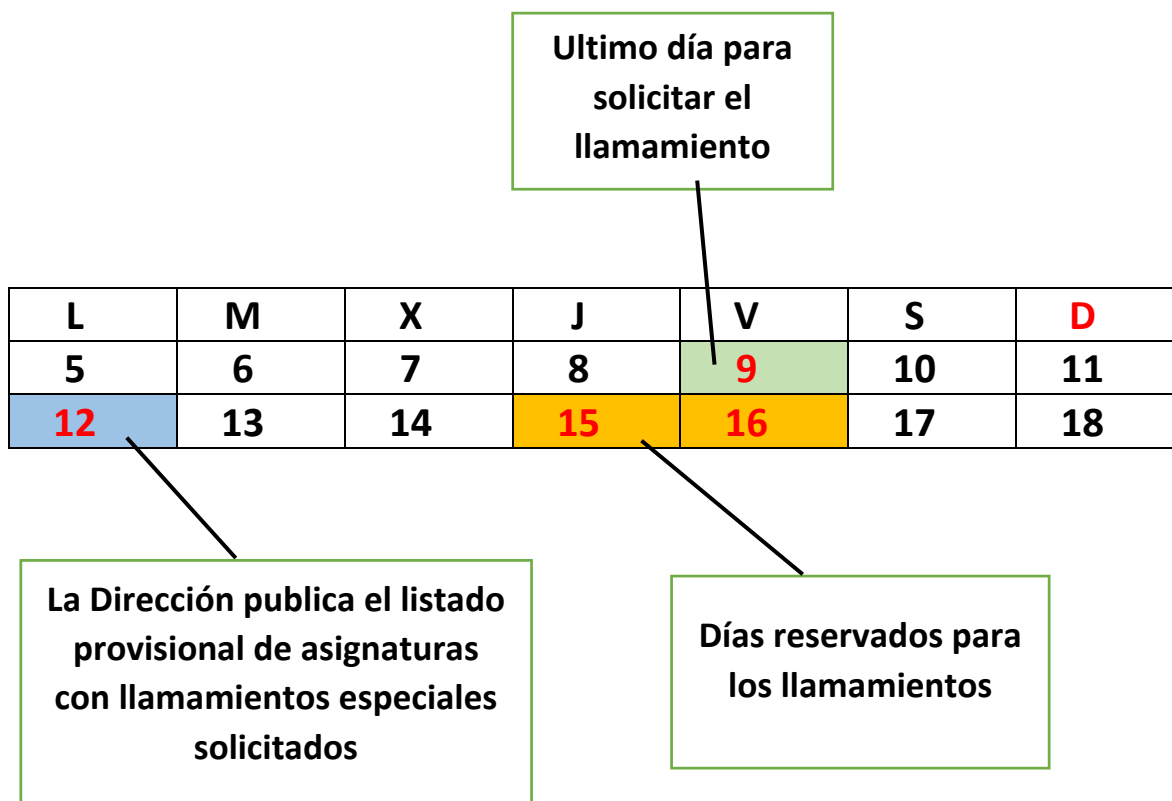 Ultimo día para
solicitar el
llamamiento
L M X J V S D
5 6 7 8 9 10 11
12 13 14 15 16 17 18
La Dirección publica el listado
provisional de asignaturas
con llamamientos especiales
solicitados
Días reservados para
los llamamientos